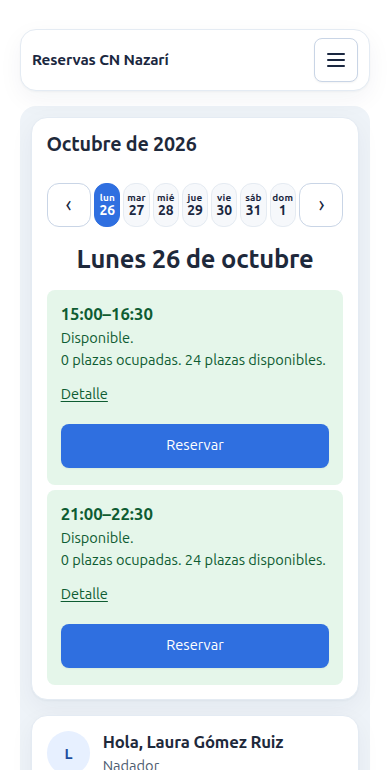 Reservas CN Nazarí
Octubre de 2026
‹ lun 26 mar 27 mié 28 jue 29 vie 30 sáb 31 dom 1 ›
Lunes 26 de octubre
15:00–16:30
Disponible.
0 plazas ocupadas. 24 plazas disponibles.
Detalle
Reservar
21:00–22:30
Disponible.
0 plazas ocupadas. 24 plazas disponibles.
Detalle
Reservar
L
Hola, Laura Gómez Ruiz
Nadador